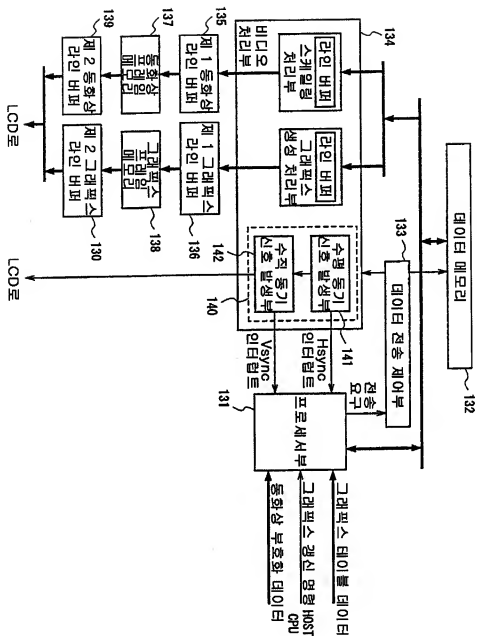 데이터 메모리
132
133
데이터 전송 제어부
전송
요구
134
비디오
처리부
라인 버퍼
스케일링
처리부
라인 버퍼
그래픽스
생성 처리부
수평 동기
신호 발생부
141
수직 동기
신호 발생부
142
140
Hsync
인터럽트
Vsync
인터럽트
131
프로세서부
그래픽스 테이블 데이터
그래픽스 갱신 명령
HOST
CPU
동화상 부호화 데이터
135
제 1 동화상
라인 버퍼
제 1 그래픽스
라인 버퍼
136
137
동화상
프레임
메모리
그래픽스
프레임
메모리
138
139
제 2 동화상
라인 버퍼
제 2 그래픽스
라인 버퍼
130
LCD로
LCD로